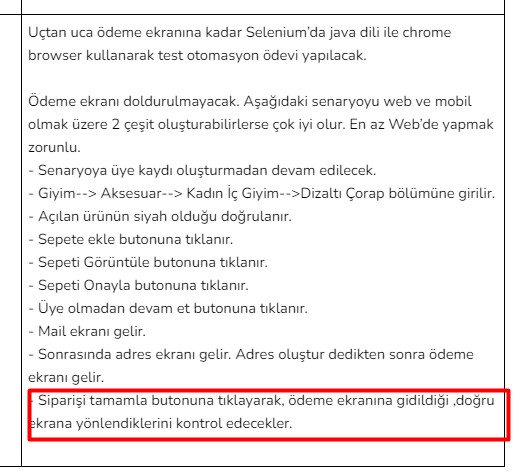 Uçtan uca ödeme ekranına kadar Selenium'da java dili ile chrome
browser kullanarak test otomasyon ödevi yapılacak.
Ödeme ekranı doldurulmayacak. Aşağıdaki senaryoyu web ve mobil
olmak üzere 2 çeşit oluşturabilirlerse çok iyi olur. En az Web'de yapmak
zorunlu.
- Senaryoya üye kaydı oluşturmadan devam edilecek.
- Giyim--> Aksesuar--> Kadın İç Giyim-->Dizaltı Çorap bölümüne girilir.
- Açılan ürünün siyah olduğu doğrulanır.
- Sepete ekle butonuna tıklanır.
- Sepeti Görüntüle butonuna tıklanır.
- Sepeti Onayla butonuna tıklanır.
- Üye olmadan devam et butonuna tıklanır.
- Mail ekranı gelir.
- Sonrasında adres ekranı gelir. Adres oluştur dedikten sonra ödeme
ekranı gelir.
- Siparişi tamamla butonuna tıklayarak, ödeme ekranına gidildiği ,doğru
ekrana yönlendiklerini kontrol edecekler.